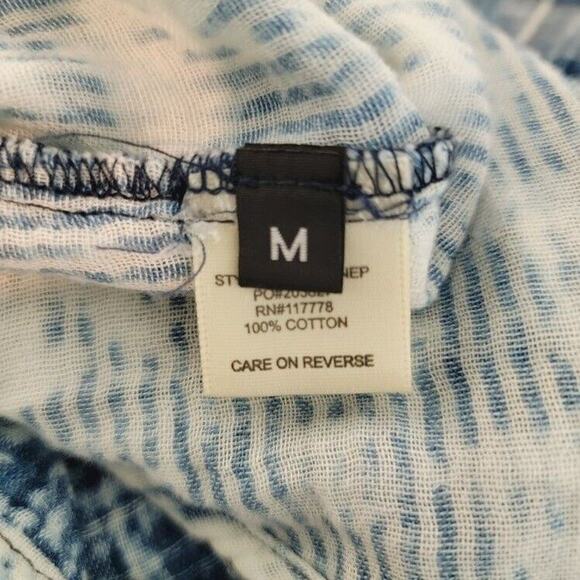 M
RN#117778
100% COTTON
CARE ON REVERSE